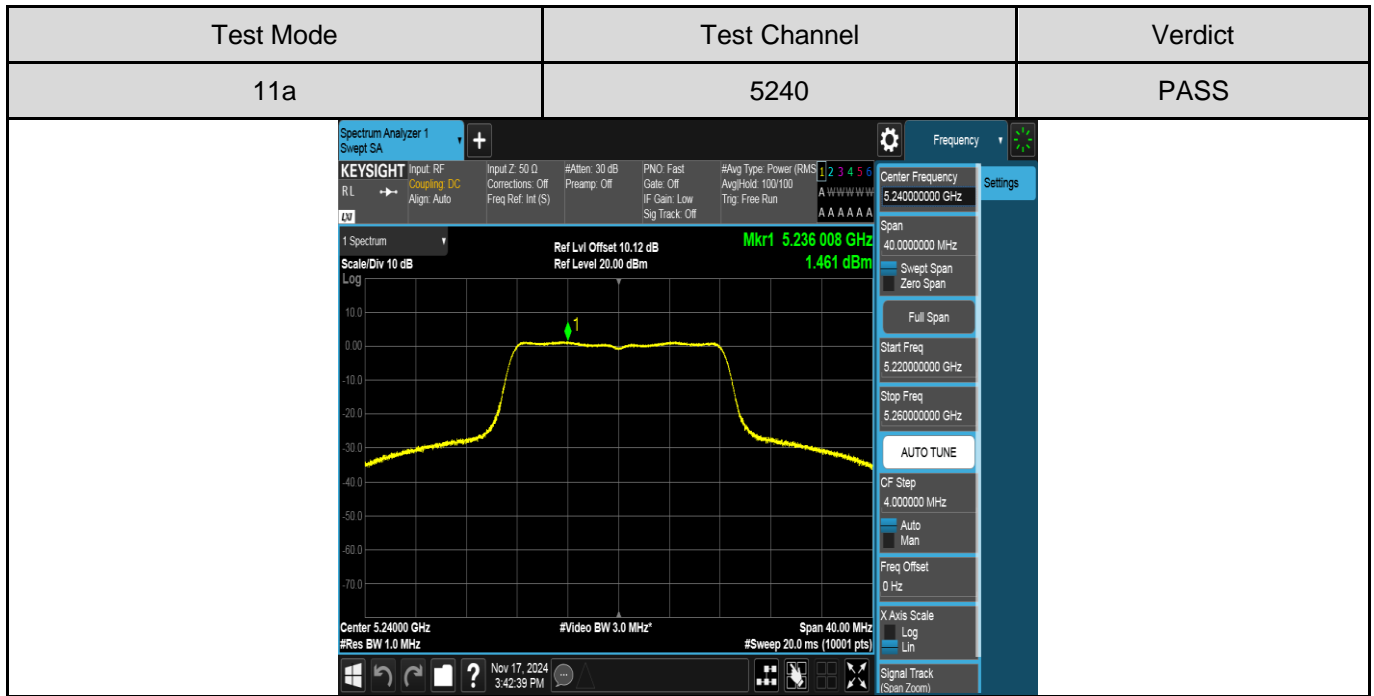 Test Mode Test Channel Verdict
11a 5240 PASS
Spectrum Analyzer 1
Swept SA
+
Frequency
KEYSIGHT
RL
LXI
Input: RF
Coupling: DC
Align: Auto
Input Z: 50 Ω
Corrections: Off
Freq Ref: Int (S)
#Atten: 30 dB
Preamp: Off
PNO: Fast
Gate: Off
IF Gain: Low
Sig Track: Off
#Avg Type: Power (RMS
Avg|Hold: 100/100
Trig: Free Run
1 2 3 4 5 6
A W W W W W
A A A A A A
1 Spectrum
Scale/Div 10 dB
Ref Lvl Offset 10.12 dB
Ref Level 20.00 dBm
Mkr1 5.236 008 GHz
1.461 dBm
Log
10.0
0.00
-10.0
-20.0
-30.0
-40.0
-50.0
-60.0
-70.0
1
Center 5.24000 GHz
#Res BW 1.0 MHz
#Video BW 3.0 MHz*
Span 40.00 MHz
#Sweep 20.0 ms (10001 pts)
?
Nov 17, 2024
3:42:39 PM
Center Frequency
5.240000000 GHz
Settings
Span
40.0000000 MHz
Swept Span
Zero Span
Full Span
Start Freq
5.220000000 GHz
Stop Freq
5.260000000 GHz
AUTO TUNE
CF Step
4.000000 MHz
Auto
Man
Freq Offset
0 Hz
X Axis Scale
Log
Lin
Signal Track
(Span Zoom)